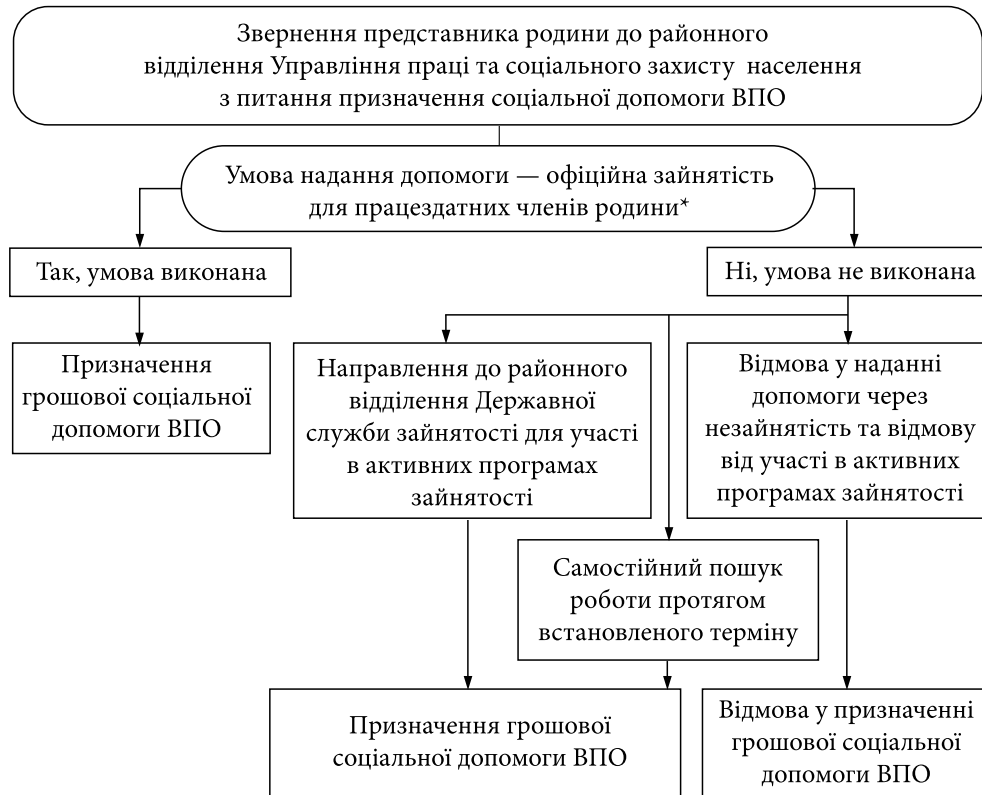 Звернення представника родини до районного
відділення Управління праці та соціального захисту населення
з питання призначення соціальної допомоги ВПО
Умова надання допомоги — офіційна зайнятість
для працездатних членів родини*
Так, умова виконана
Ні, умова не виконана
Призначення
грошової соціальної
допомоги ВПО
Направлення до районного
відділення Державної
служби зайнятості для участі
в активних програмах
зайнятості
Відмова у наданні
допомоги через
незайнятість та відмову
від участі в активних
програмах зайнятості
Самостійний пошук
роботи протягом
встановленого терміну
Призначення грошової
соціальної допомоги ВПО
Відмова у призначенні
грошової соціальної
допомоги ВПО